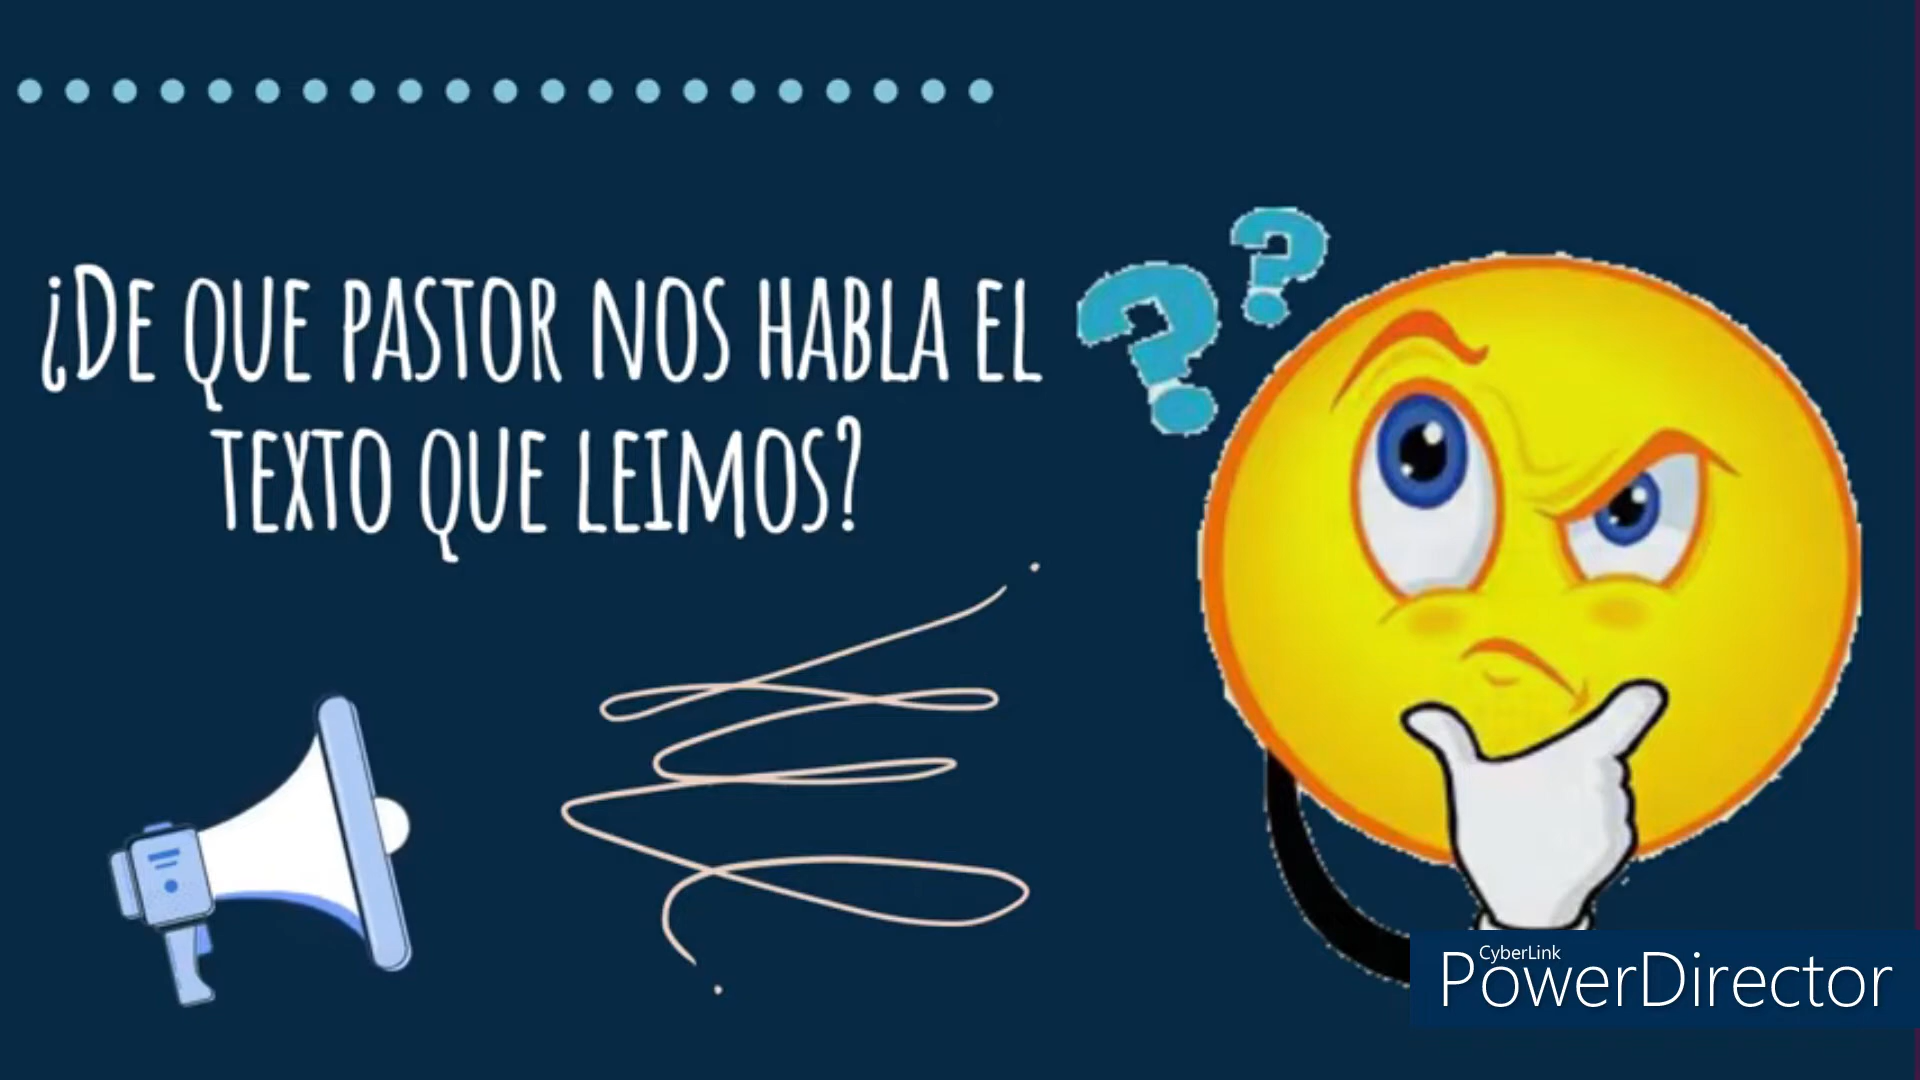 ¿DE QUE PASTOR NOS HABLA EL
TEXTO QUE LEIMOS?
CyberLink
PowerDirector